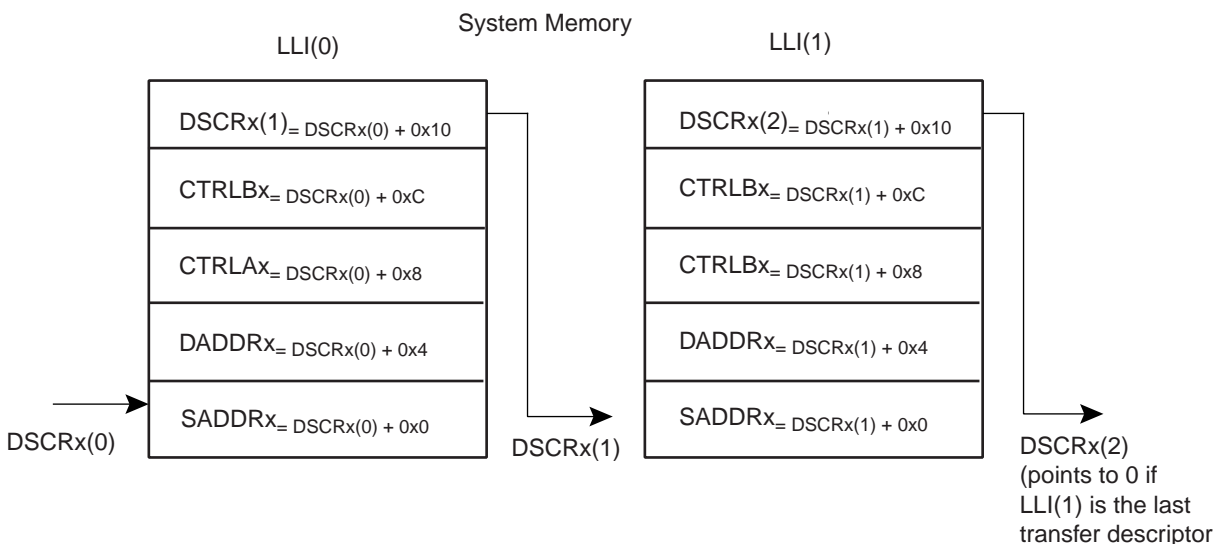 System Memory
LLI(0)
LLI(1)
DSCRx(1)= DSCRx(0) + 0x10
CTRLBx= DSCRx(0) + 0xC
CTRLAx= DSCRx(0) + 0x8
DADDRx= DSCRx(0) + 0x4
SADDRx= DSCRx(0) + 0x0
DSCRx(0)
DSCRx(1)
DSCRx(2)= DSCRx(1) + 0x10
CTRLBx= DSCRx(1) + 0xC
CTRLBx= DSCRx(1) + 0x8
DADDRx= DSCRx(1) + 0x4
SADDRx= DSCRx(1) + 0x0
DSCRx(2)
(points to 0 if
LLI(1) is the last
transfer descriptor